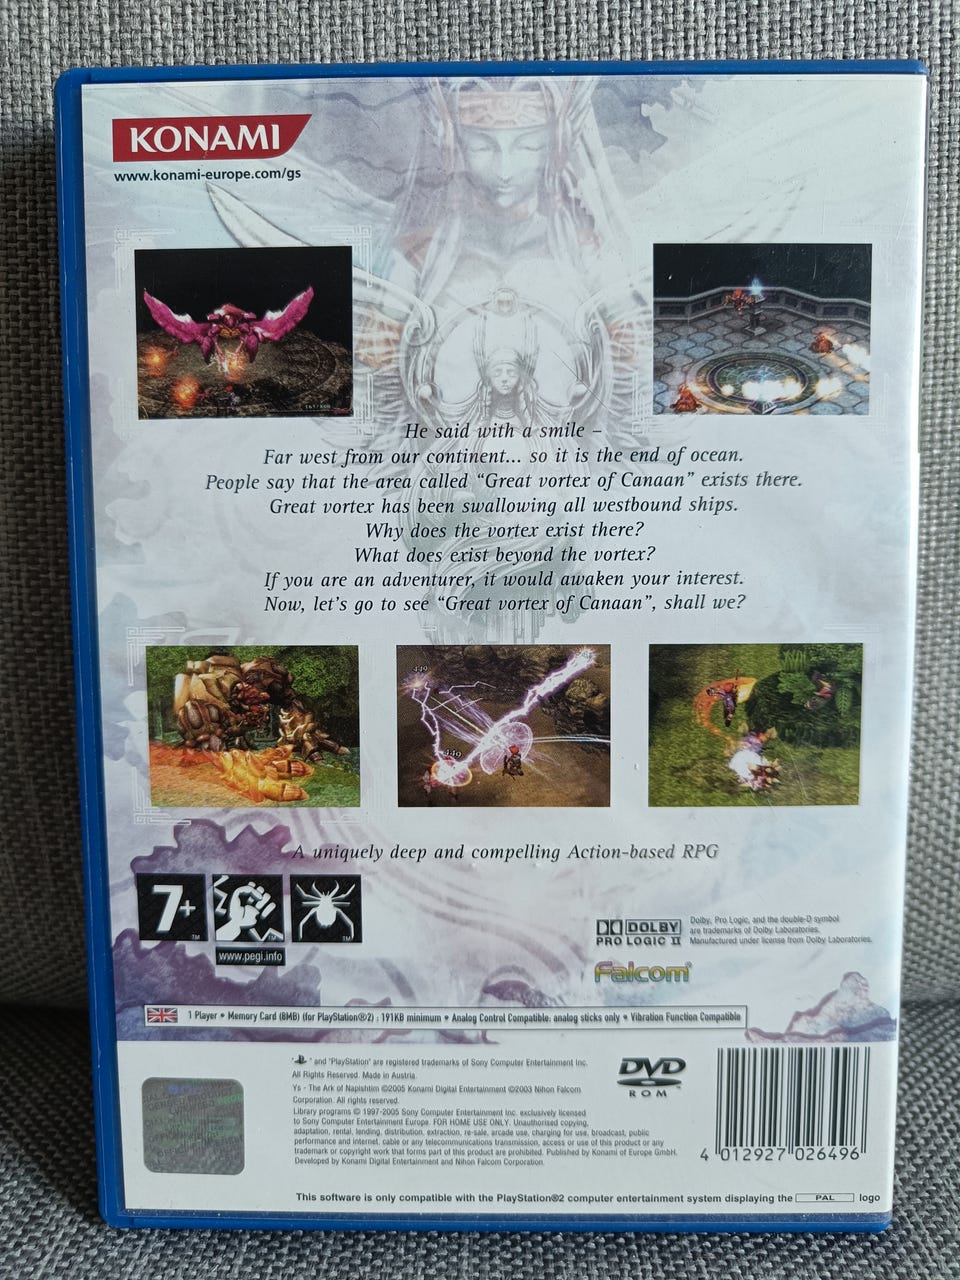 KONAMI
www.konami-europe.com/gs
He said with a smile –
Far west from our continent... so it is the end of ocean.
People say that the area called “Great vortex of Canaan” exists there.
Great vortex has been swallowing all westbound ships.
Why does the vortex exist there?
What does exist beyond the vortex?
If you are an adventurer, it would awaken your interest.
Now, let's go to see “Great vortex of Canaan”, shall we?
449
449
A uniquely deep and compelling Action-based RPG
7+
TM TM TM
www.pegi.info
DOLBY
PRO LOGIC II
Dolby, Pro Logic, and the double-D symbol
are trademarks of Dolby Laboratories.
Manufactured under license from Dolby Laboratories.
Falcom
1 Player • Memory Card (8MB) (for PlayStation®2) : 191KB minimum • Analog Control Compatible: analog sticks only • Vibration Function Compatible
" " and "PlayStation" are registered trademarks of Sony Computer Entertainment Inc.
All Rights Reserved. Made in Austria.
Ys - The Ark of Napishtim ©2005 Konami Digital Entertainment ©2003 Nihon Falcom
Corporation. All rights reserved.
Library programs © 1997-2005 Sony Computer Entertainment Inc. exclusively licensed
to Sony Computer Entertainment Europe. FOR HOME USE ONLY. Unauthorised copying,
adaptation, rental, lending, distribution, extraction, re-sale, arcade use, charging for use, broadcast, public
performance and internet, cable or any telecommunications transmission, access or use of this product or any
trademark or copyright work that forms part of this product are prohibited. Published by Konami of Europe GmbH.
Developed by Konami Digital Entertainment and Nihon Falcom Corporation.
DVD
ROM
4 012927 026496
This software is only compatible with the PlayStation®2 computer entertainment system displaying the PAL logo